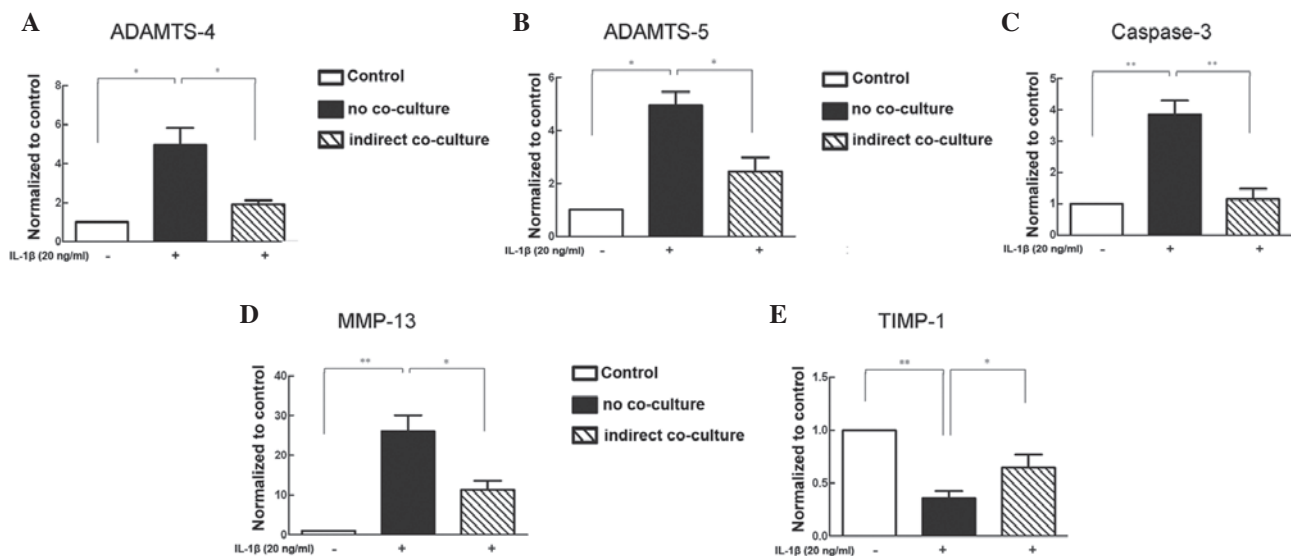 A
ADAMTS-4
* *
Normalized to control
8
6
4
2
0
IL-1β (20 ng/ml) - + +
Control
no co-culture
indirect co-culture
B
ADAMTS-5
* *
Normalized to control
6
4
2
0
IL-1β (20 ng/ml) - + +
Control
no co-culture
indirect co-culture
C
Caspase-3
** **
Normalized to control
5
4
3
2
1
0
IL-1β (20 ng/ml) - + +
D
MMP-13
** *
Normalized to control
40
30
20
10
0
IL-1β (20 ng/ml) - + +
Control
no co-culture
indirect co-culture
E
TIMP-1
** *
Normalized to control
1.5
1.0
0.5
0.0
IL-1β (20 ng/ml) - + +